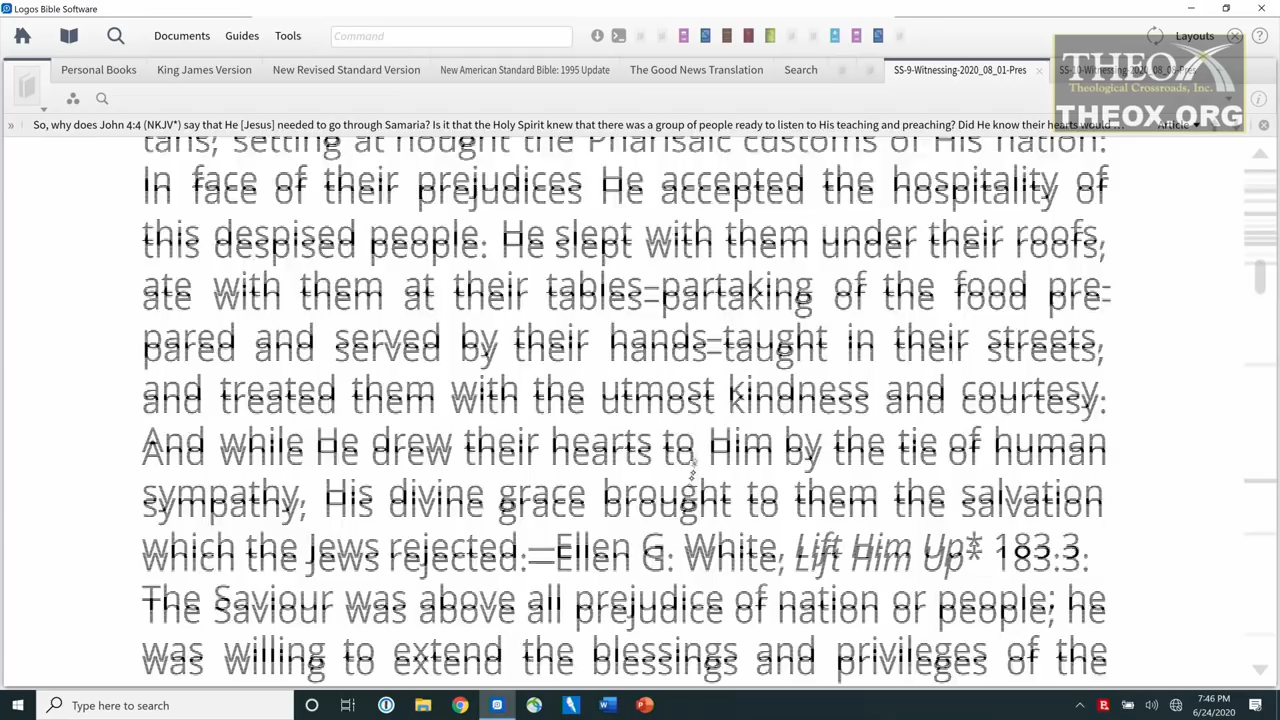 Logos Bible Software
Documents Guides Tools Command Layouts
Personal Books King James Version New Revised Stan New American Standard Bible: 1995 Update The Good News Translation Search SS-9-Witnessing-2020_08_01-Pres
THEOX
Theological Crossroads, Inc.
THEOX.ORG
» So, why does John 4:4 (NKJV*) say that He [Jesus] needed to go through Samaria? Is it that the Holy Spirit knew that there was a group of people ready to listen to His teaching and preaching? Did He know their hearts would ... Article
tans, setting at nought the Pharisaic customs of His nation.
In face of their prejudices He accepted the hospitality of
this despised people. He slept with them under their roofs,
ate with them at their tables—partaking of the food pre-
pared and served by their hands—taught in their streets,
and treated them with the utmost kindness and courtesy.
And while He drew their hearts to Him by the tie of human
sympathy, His divine grace brought to them the salvation
which the Jews rejected.—Ellen G. White, Lift Him Up* 183.3.
The Saviour was above all prejudice of nation or people; he
was willing to extend the blessings and privileges of the
Type here to search
7:46 PM
6/24/2020